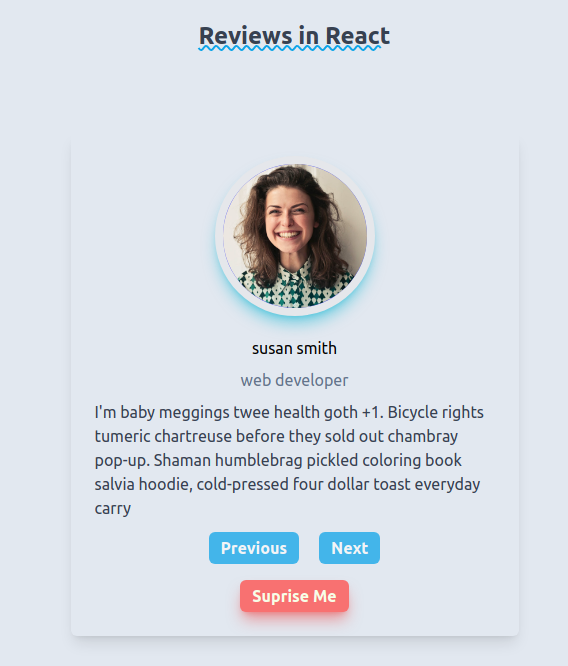 Reviews in React
susan smith
web developer
I'm baby meggings twee health goth +1. Bicycle rights
tumeric chartreuse before they sold out chambray
pop-up. Shaman humblebrag pickled coloring book
salvia hoodie, cold-pressed four dollar toast everyday
carry
Previous Next
Suprise Me